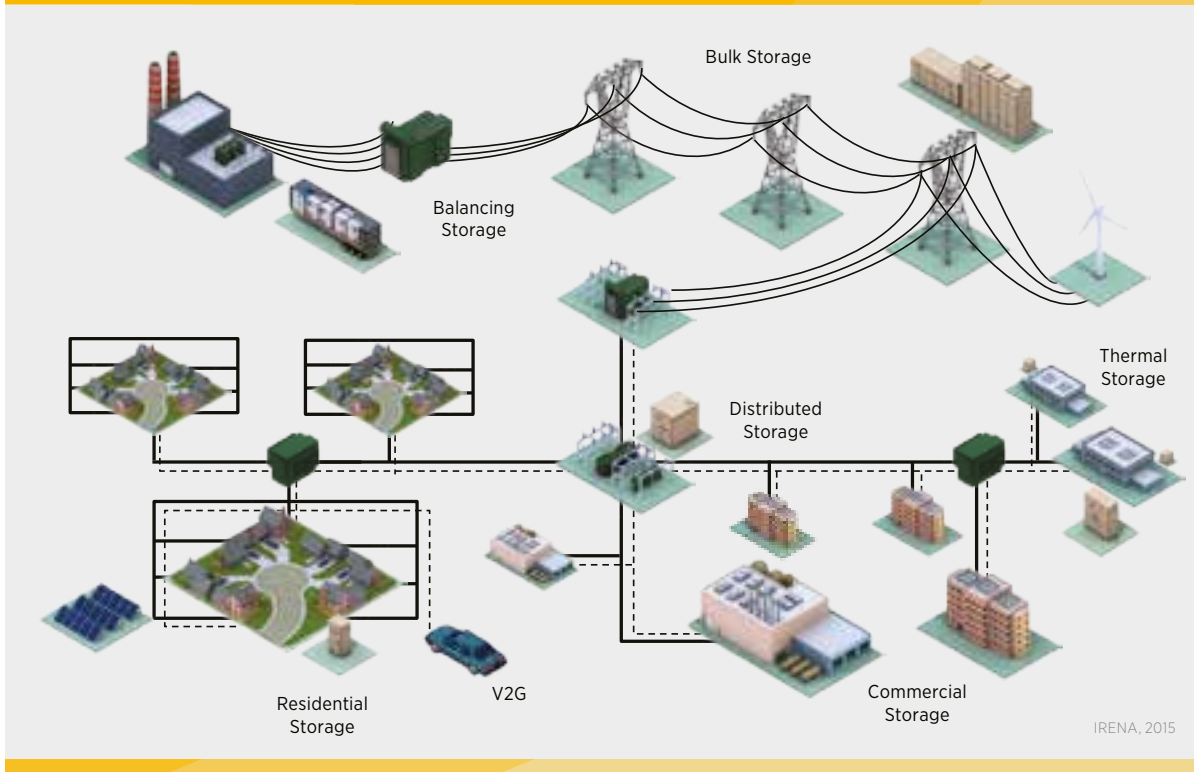 Bulk Storage
Balancing
Storage
Thermal
Storage
Distributed
Storage
V2G
Residential
Storage
Commercial
Storage
IRENA, 2015